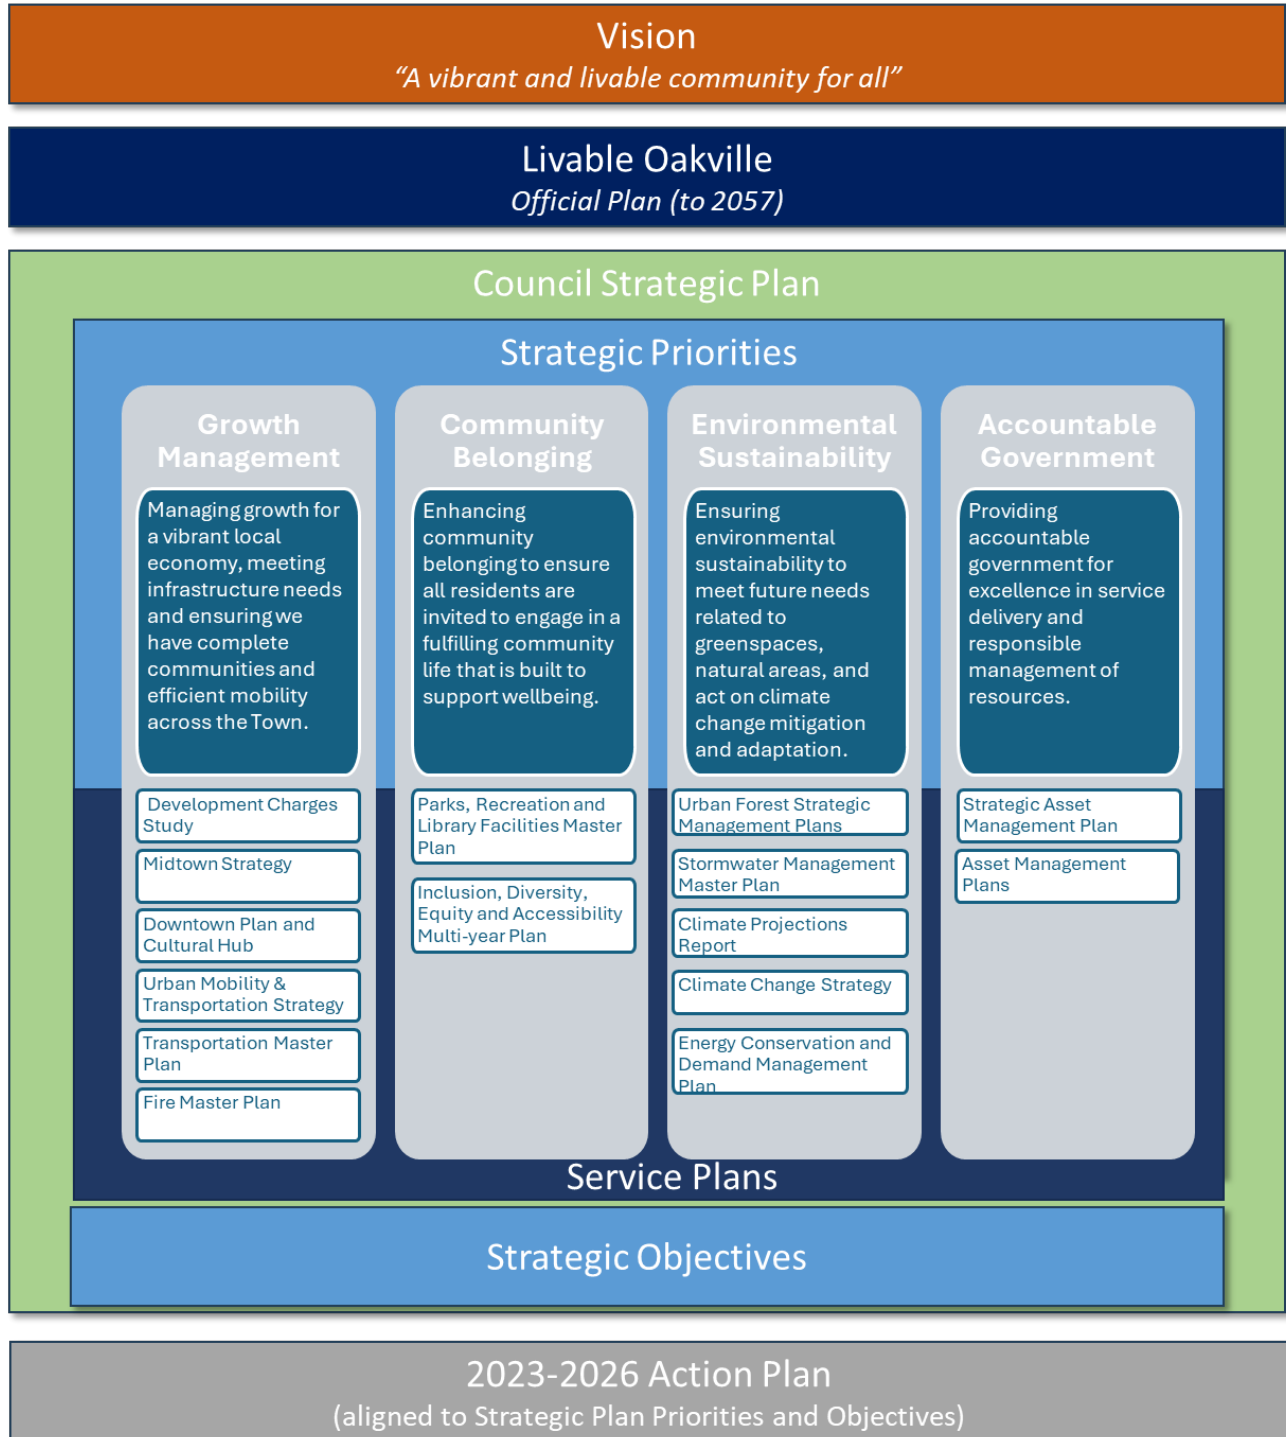 Vision
“A vibrant and livable community for all”
Livable Oakville
Official Plan (to 2057)
Council Strategic Plan
Strategic Priorities
Growth
Management
Managing growth for
a vibrant local
economy, meeting
infrastructure needs
and ensuring we
have complete
communities and
efficient mobility
across the Town.
Development Charges
Study
Midtown Strategy
Downtown Plan and
Cultural Hub
Urban Mobility &
Transportation Strategy
Transportation Master
Plan
Fire Master Plan
Community
Belonging
Enhancing
community
belonging to ensure
all residents are
invited to engage in a
fulfilling community
life that is built to
support wellbeing.
Parks, Recreation and
Library Facilities Master
Plan
Inclusion, Diversity,
Equity and Accessibility
Multi-year Plan
Environmental
Sustainability
Ensuring
environmental
sustainability to
meet future needs
related to
greenspaces,
natural areas, and
act on climate
change mitigation
and adaptation.
Urban Forest Strategic
Management Plans
Stormwater Management
Master Plan
Climate Projections
Report
Climate Change Strategy
Energy Conservation and
Demand Management
Plan
Accountable
Government
Providing
accountable
government for
excellence in service
delivery and
responsible
management of
resources.
Strategic Asset
Management Plan
Asset Management
Plans
Service Plans
Strategic Objectives
2023-2026 Action Plan
(aligned to Strategic Plan Priorities and Objectives)